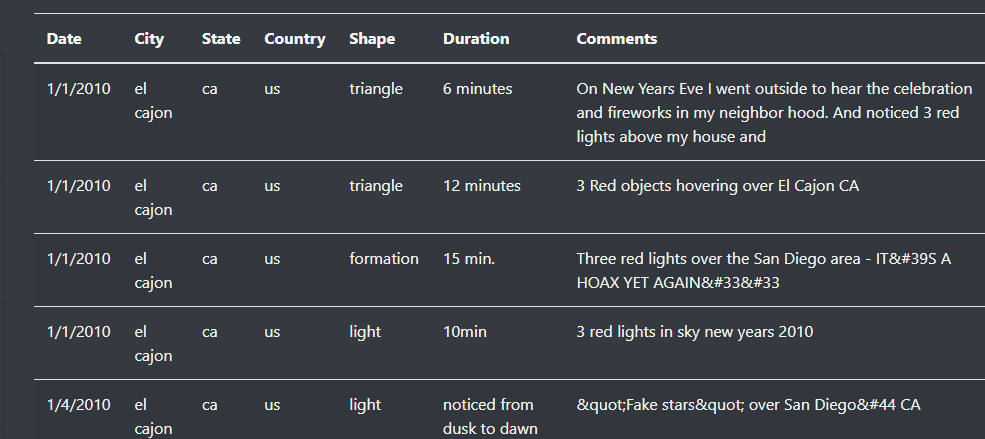 Date City State Country Shape Duration Comments
1/1/2010 el ca us triangle 6 minutes On New Years Eve I went outside to hear the celebration
cajon and fireworks in my neighbor hood. And noticed 3 red
lights above my house and
1/1/2010 el ca us triangle 12 minutes 3 Red objects hovering over El Cajon CA
cajon
1/1/2010 el ca us formation 15 min. Three red lights over the San Diego area - IT&#39S A
cajon HOAX YET AGAIN&#33&#33
1/1/2010 el ca us light 10min 3 red lights in sky new years 2010
cajon
1/4/2010 el ca us light noticed from &quot;Fake stars&quot; over San Diego&#44 CA
cajon dusk to dawn